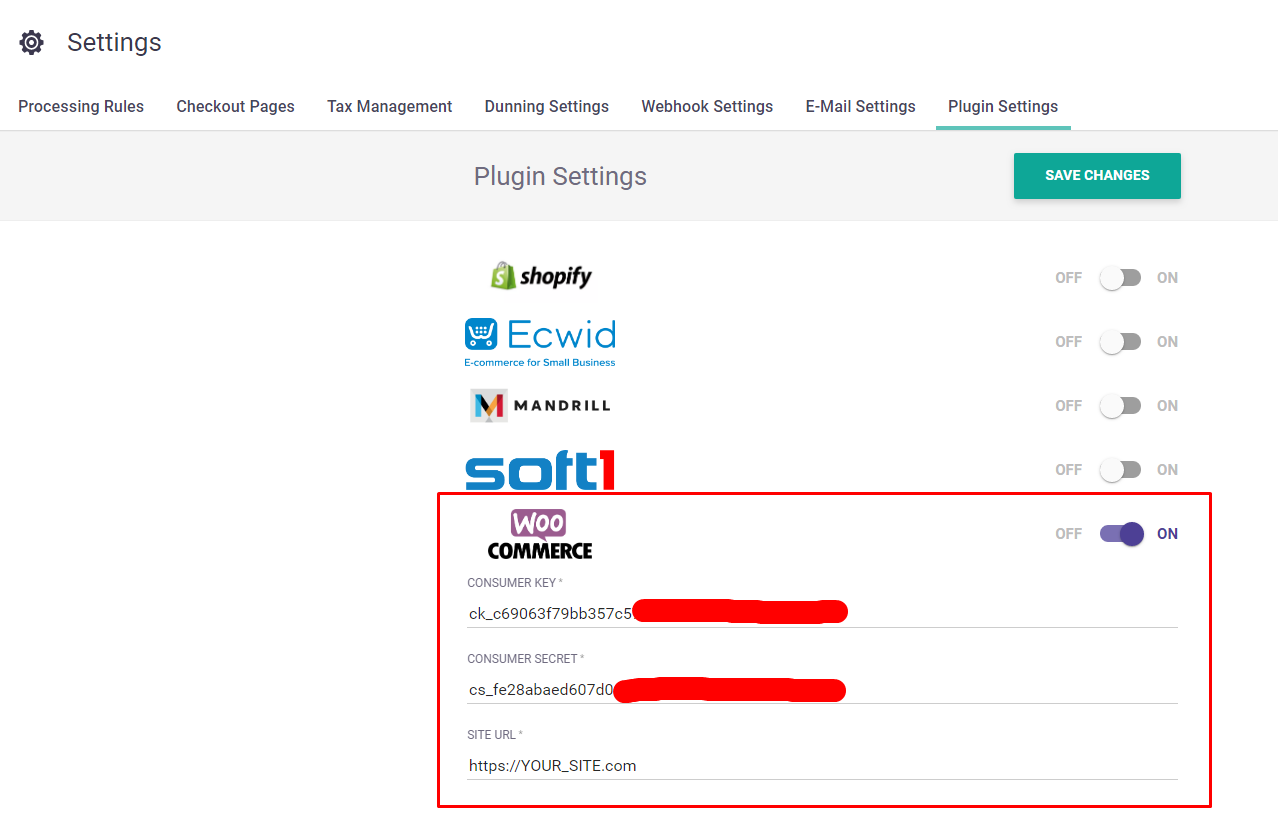 Settings
Processing Rules Checkout Pages Tax Management Dunning Settings Webhook Settings E-Mail Settings Plugin Settings
Plugin Settings SAVE CHANGES
shopify OFF ON
Ecwid OFF ON
E-commerce for Small Business
MANDRILL OFF ON
soft1 OFF ON
WOO
COMMERCE OFF ON
CONSUMER KEY *
ck_c69063f79bb357c5
CONSUMER SECRET *
cs_fe28abaed607d0
SITE URL *
https://YOUR_SITE.com